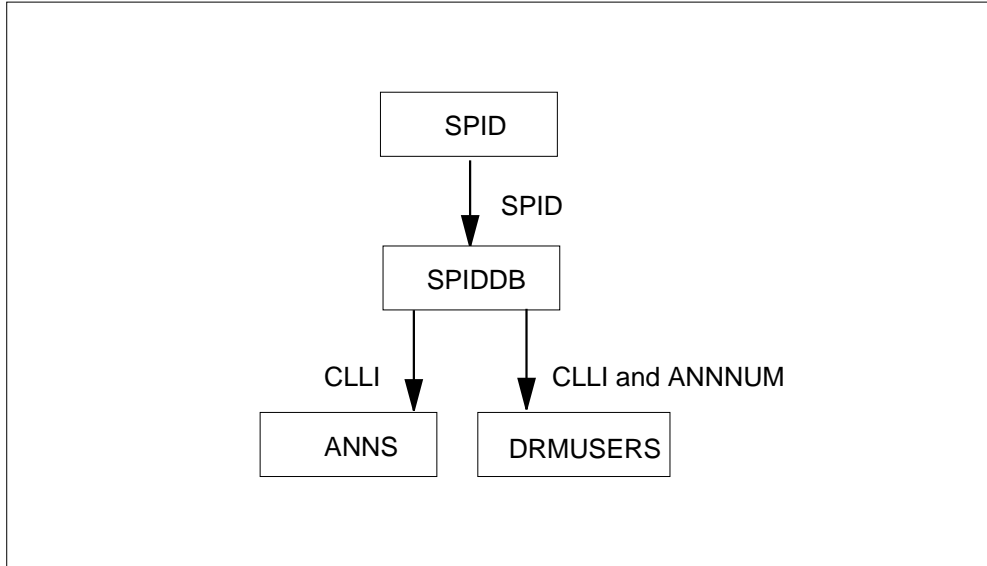 SPID
SPID
SPIDDB
CLLI
CLLI and ANNNUM
ANNS
DRMUSERS